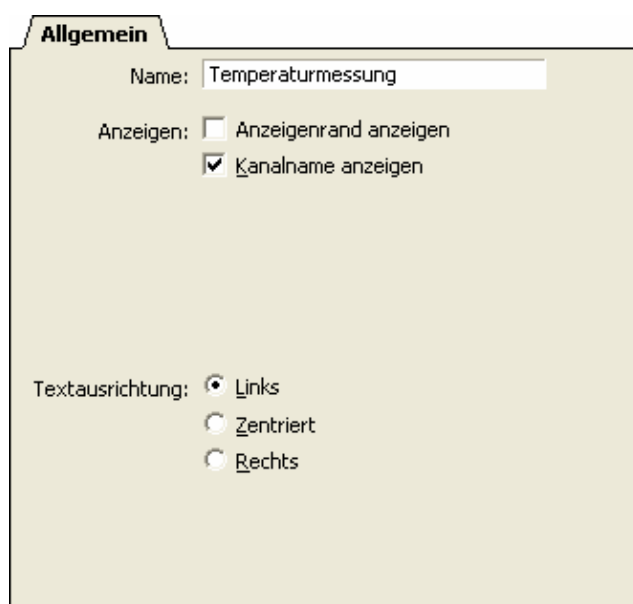 Allgemein
Name: Temperaturmessung
Anzeigen: Anzeigenrand anzeigen
Kanalname anzeigen
Textausrichtung: Links
Zentriert
Rechts